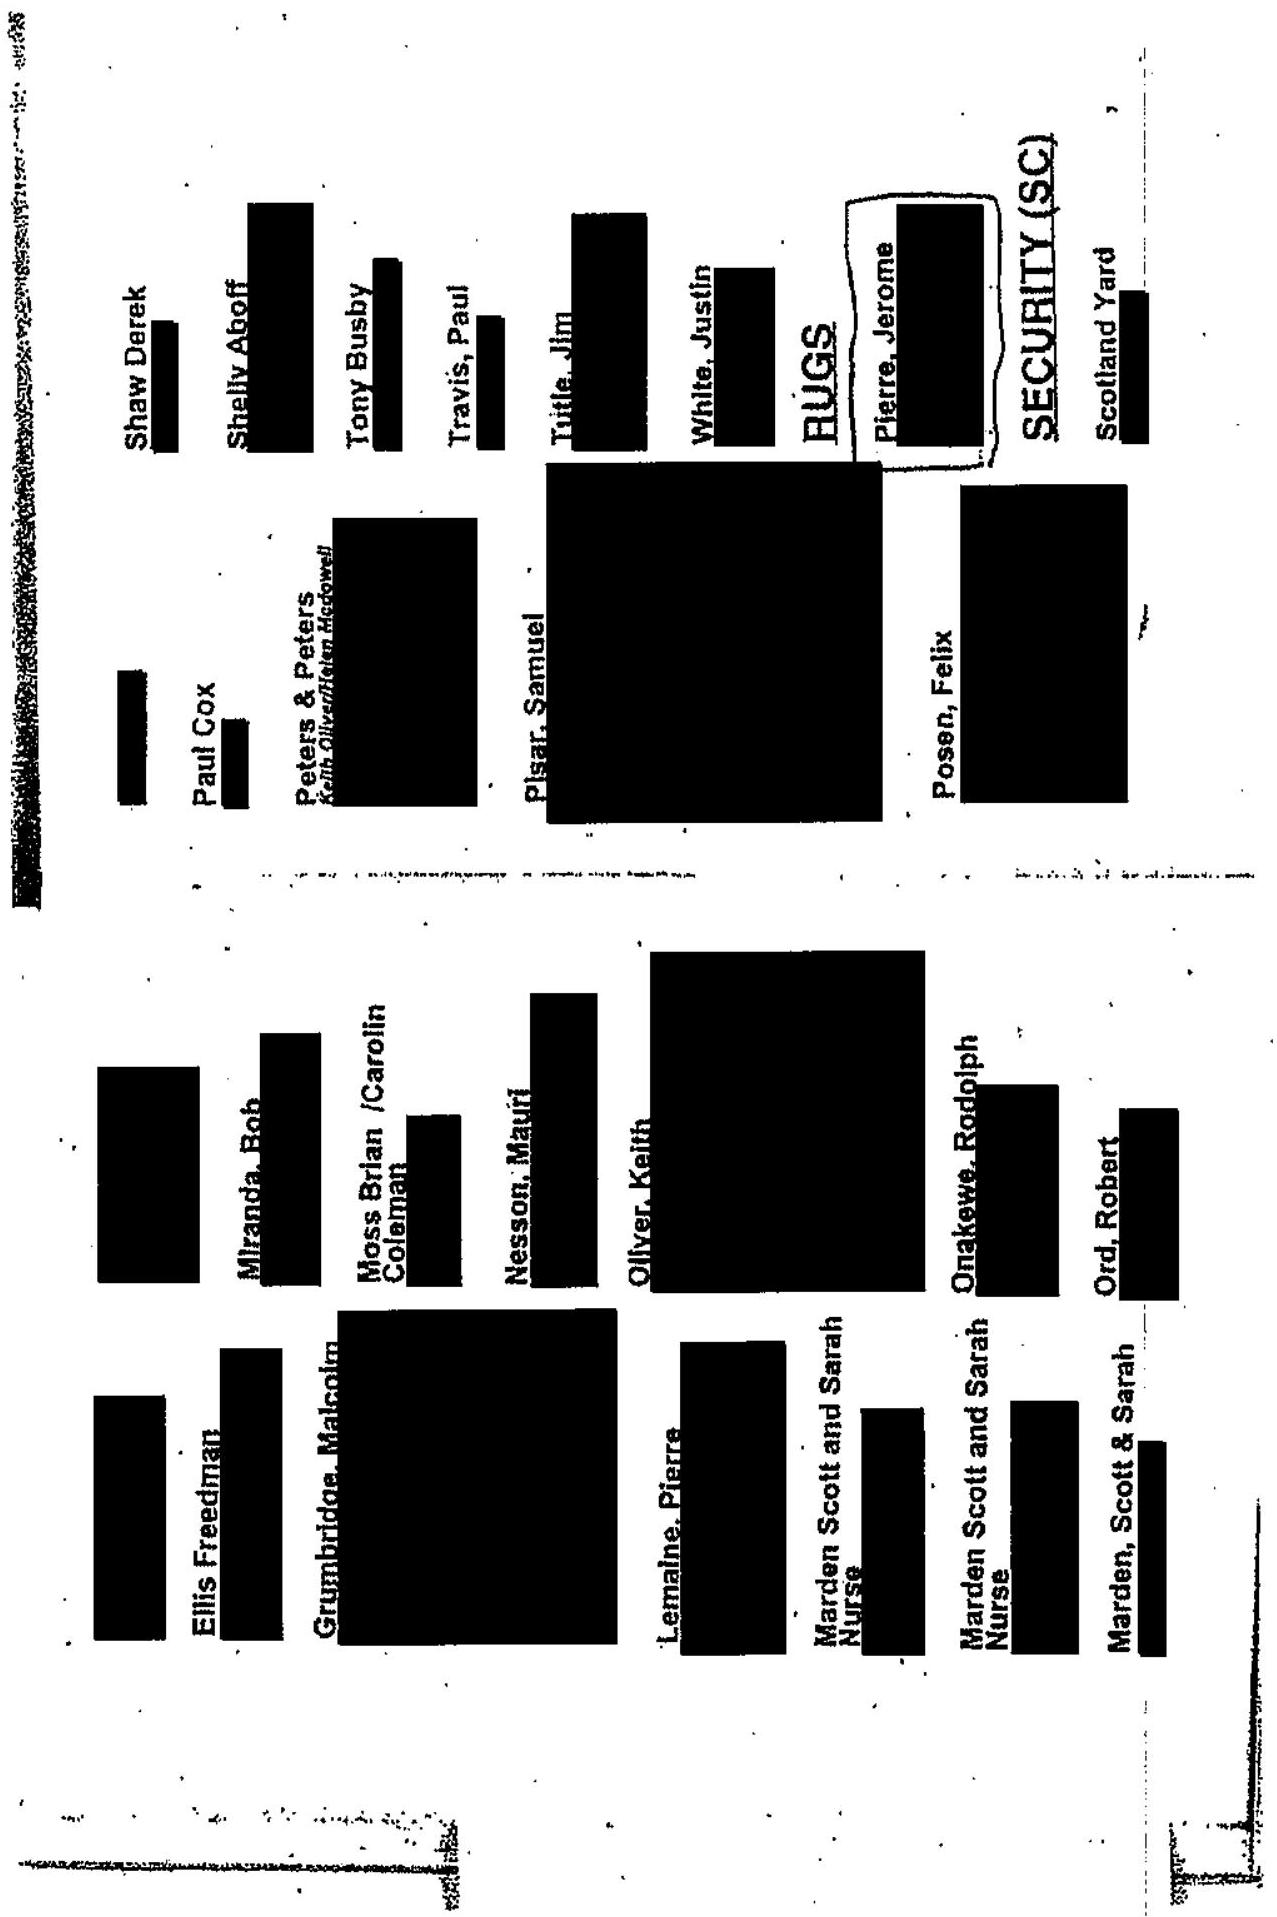 Ellis Freedman
Grumbridge, Malcolm
Lemaine, Pierre
Marden Scott and Sarah
Nurse
Marden Scott and Sarah
Nurse
Marden, Scott & Sarah
Miranda, Bob
Moss Brian /Carolin
Coleman
Nesson, Mauri
Oliver, Keith
Onakewe, Rodolph
Ord, Robert
Paul Cox
Peters & Peters
Keith Oliver/Helen Mcdowell
Pisar, Samuel
Posen, Felix
Shaw Derek
Shelly Aboff
Tony Busby
Travis, Paul
Tutle, Jim
White, Justin
RUGS
Pierre, Jerome
SECURITY (SC)
Scotland Yard